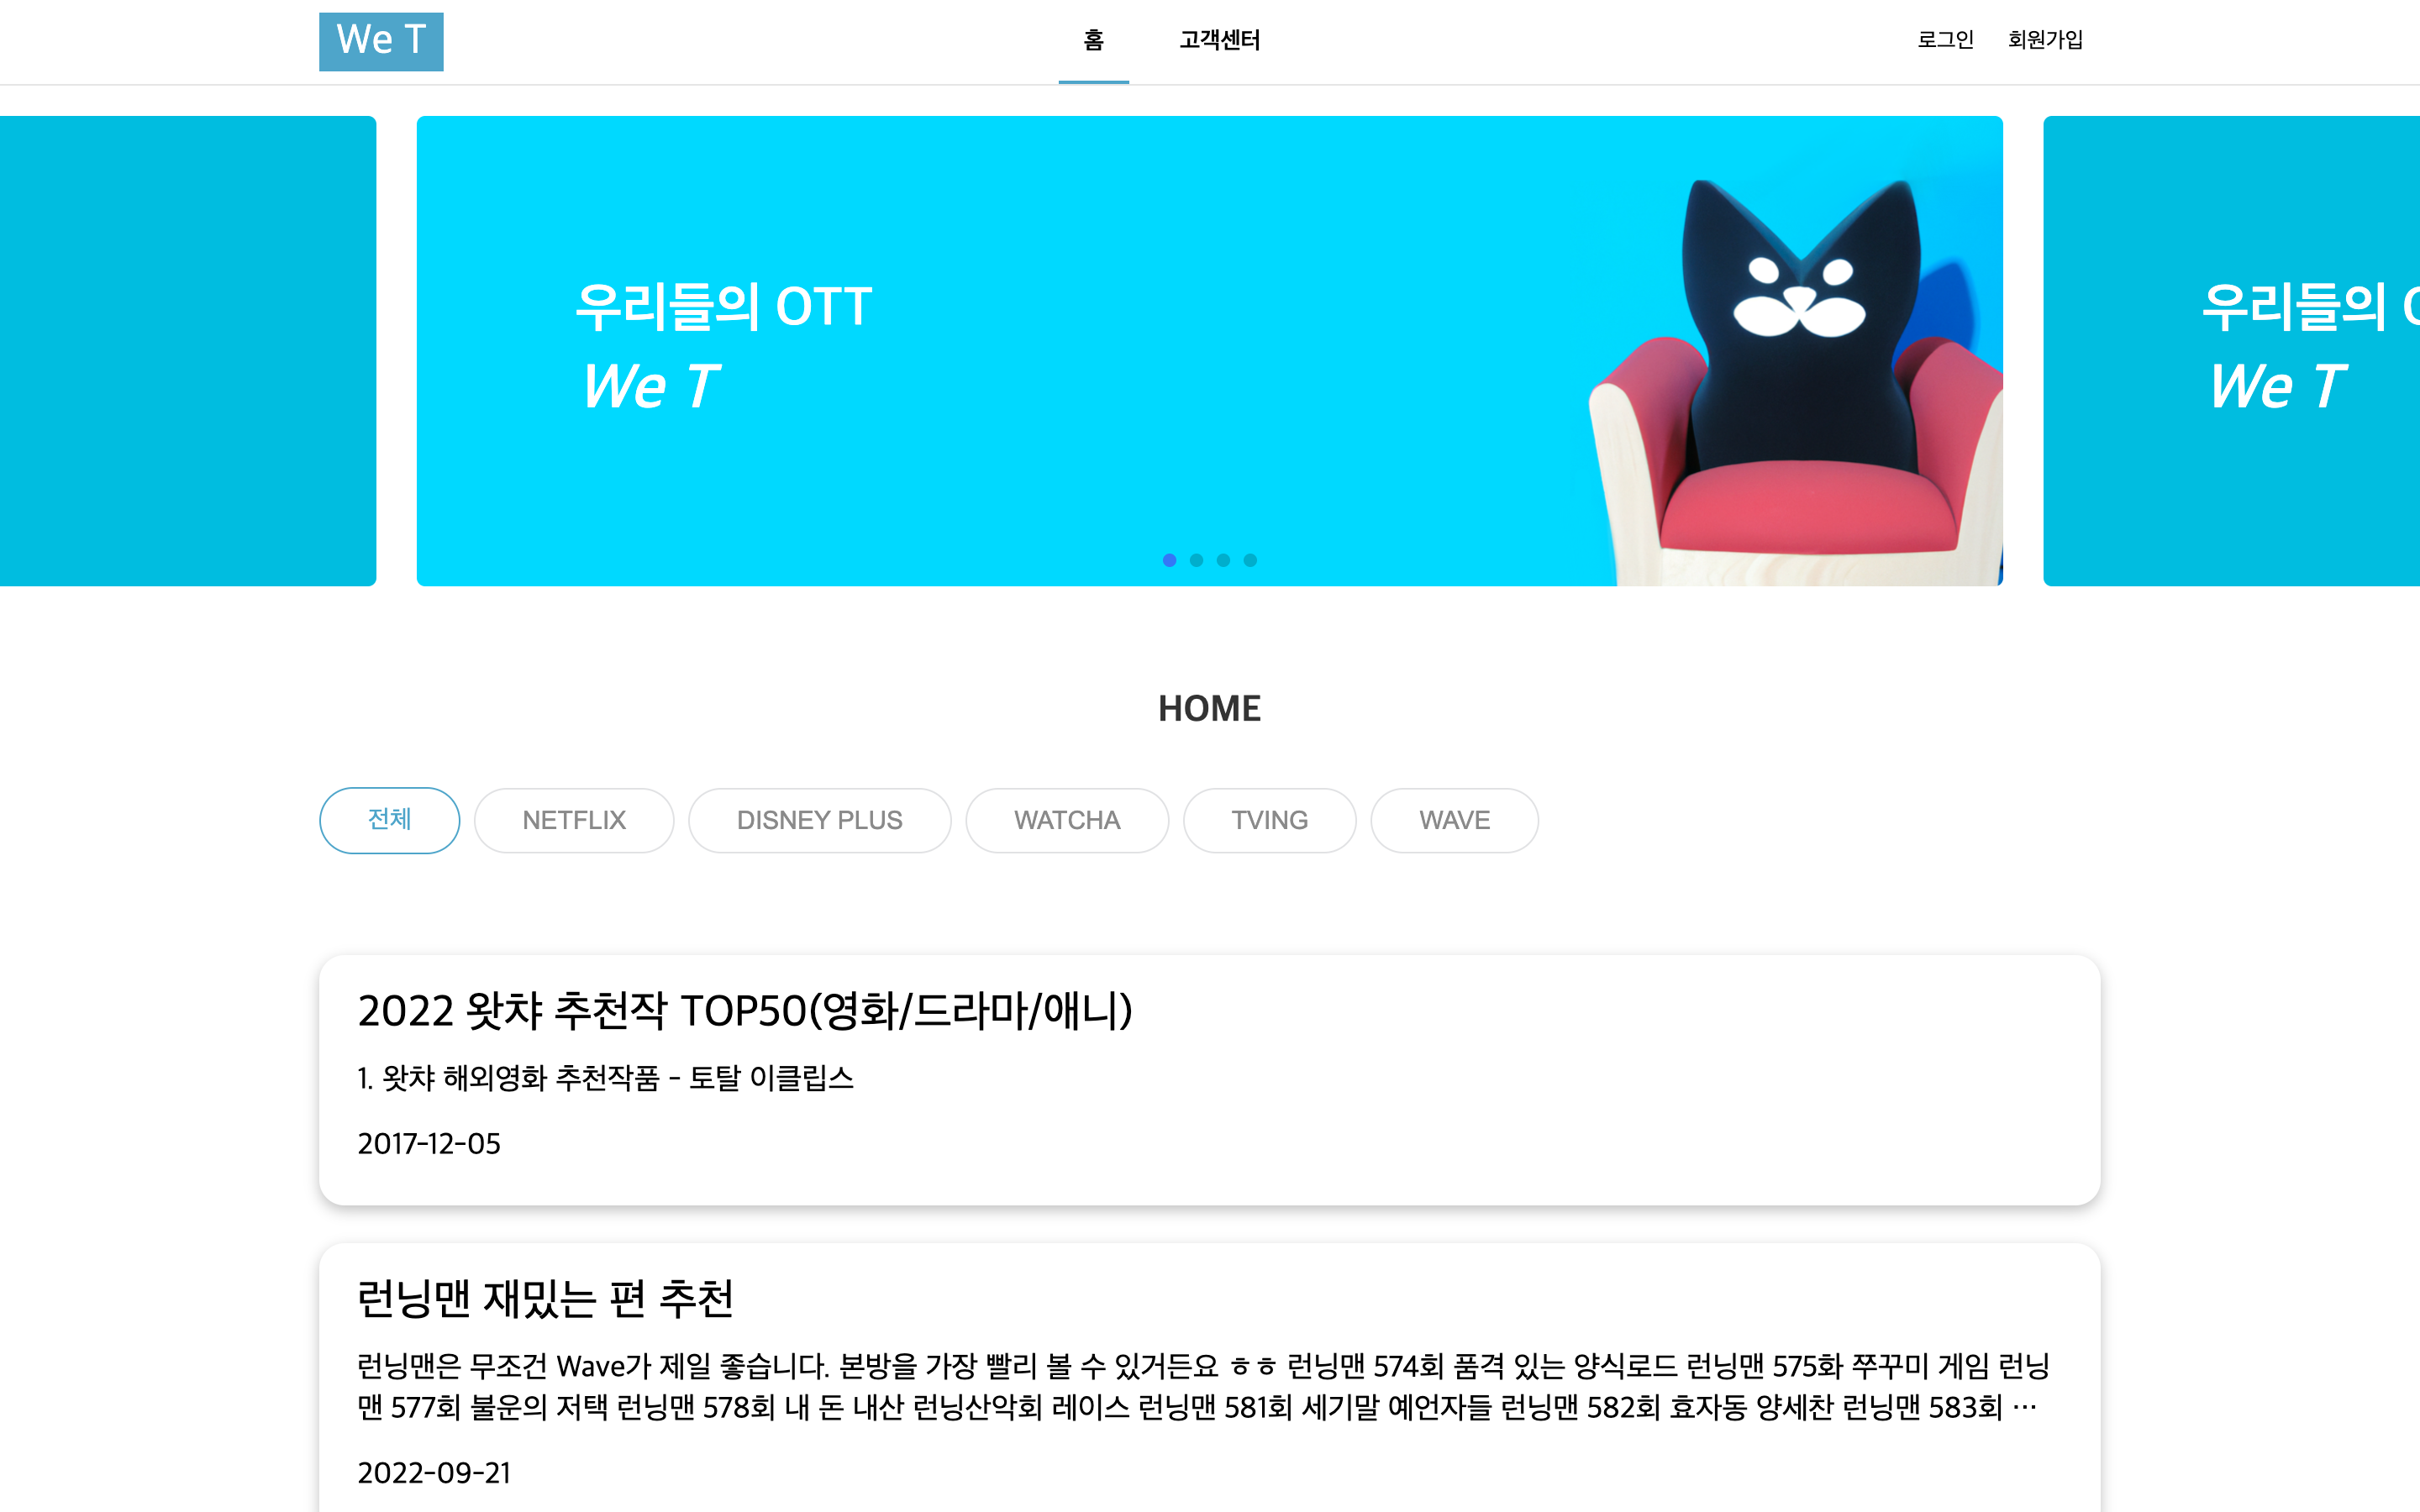 We T
홈
고객센터
로그인
회원가입
우리들의 OTT
We T
우리들의
We T
HOME
전체
NETFLIX
DISNEY PLUS
WATCHA
TVING
WAVE
2022 왓챠 추천작 TOP50(영화/드라마/애니)
1. 왓챠 해외영화 추천작품 - 토탈 이클립스
2017-12-05
런닝맨 재밌는 편 추천
런닝맨은 무조건 Wave가 제일 좋습니다. 본방을 가장 빨리 볼 수 있거든요 ㅎㅎ 런닝맨 574회 품격 있는 양식로드 런닝맨 575화 쭈꾸미 게임 런닝
맨 577회 불운의 저택 런닝맨 578회 내 돈 내산 런닝산악회 레이스 런닝맨 581회 세기말 예언자들 런닝맨 582회 효자동 양세찬 런닝맨 583회 …
2022-09-21